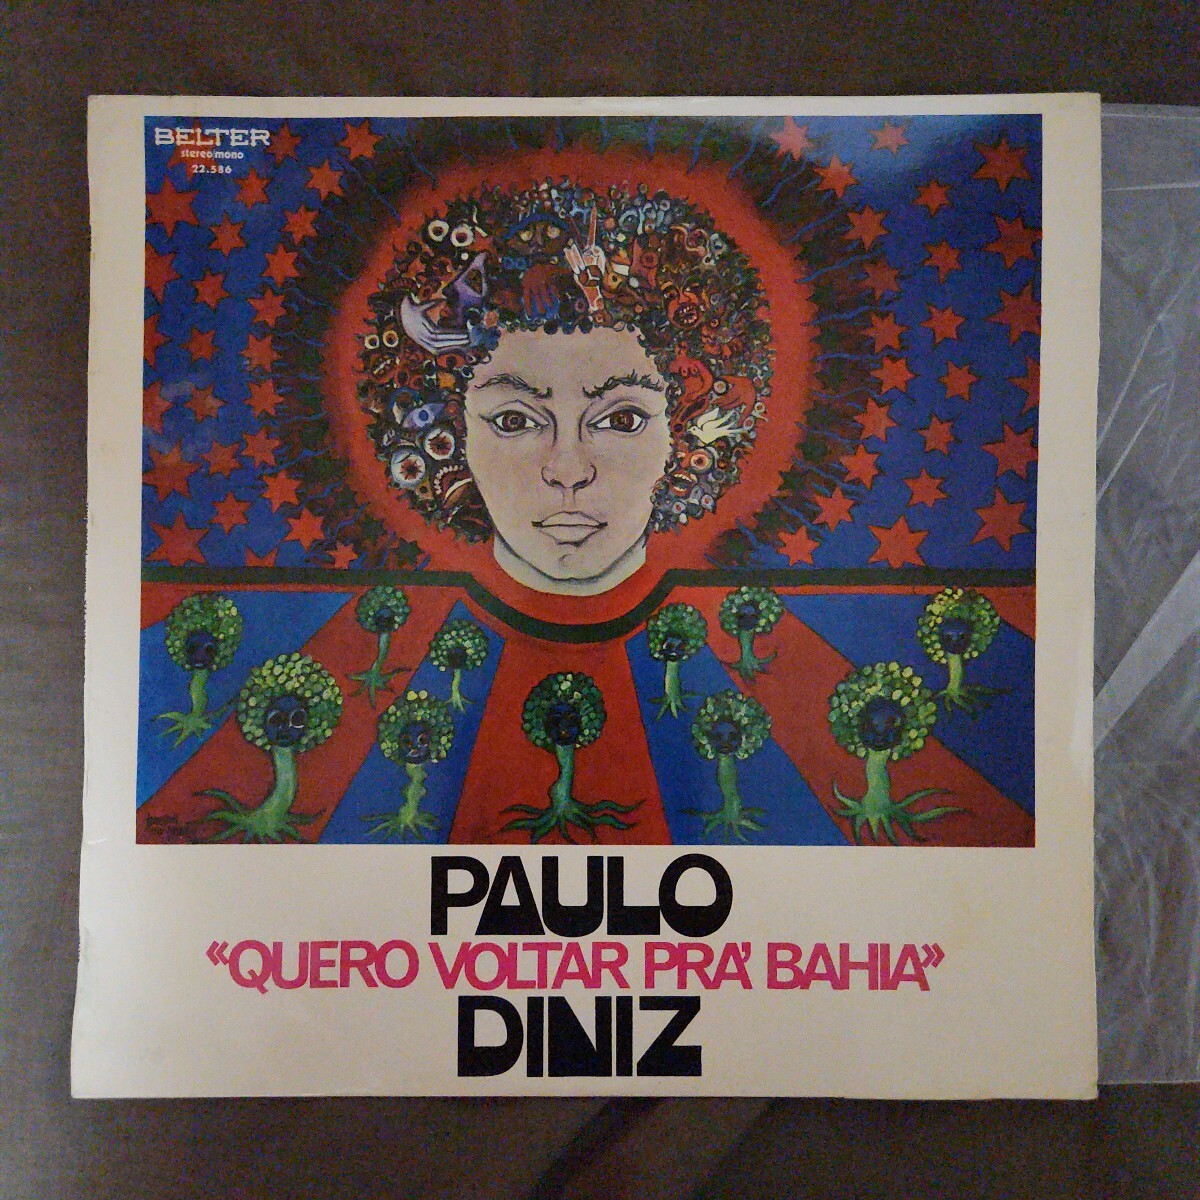 BELTER
stereo/mono
22.586
PAULO
«QUERO VOLTAR PRA' BAHIA»
DINIZ